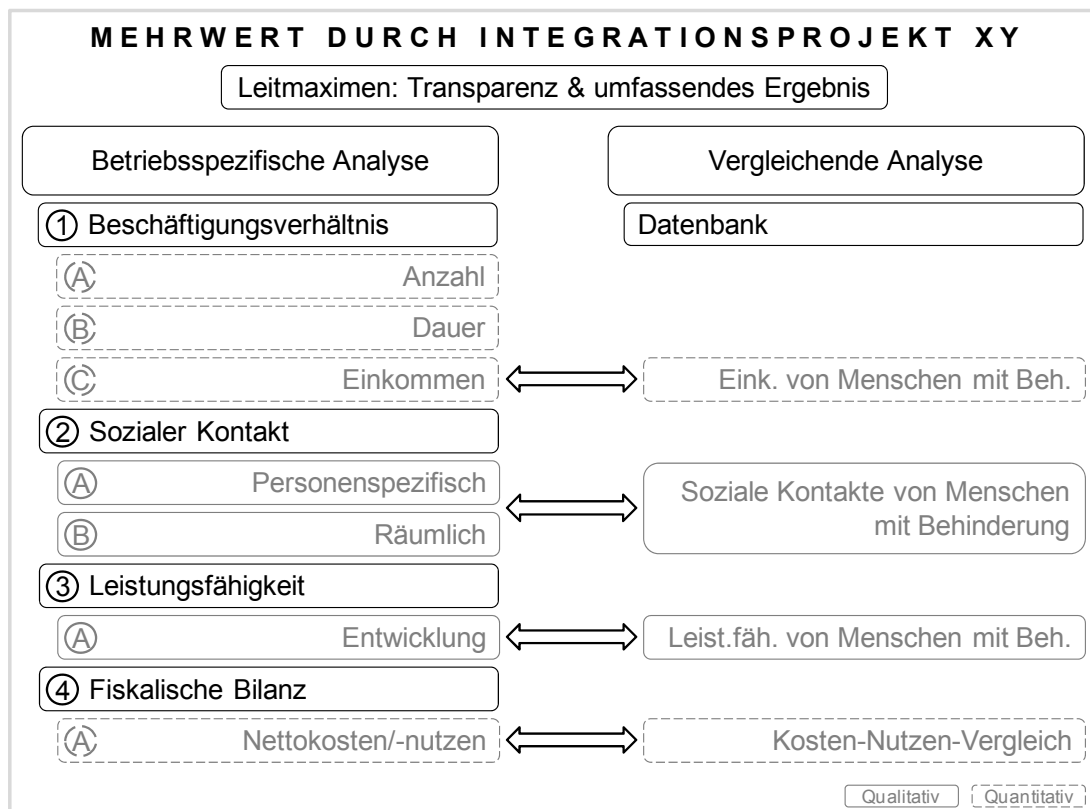 MEHRWERT DURCH INTEGRATIONSPROJEKT XY
Leitmaximen: Transparenz & umfassendes Ergebnis
Betriebsspezifische Analyse
Vergleichende Analyse
1 Beschäftigungsverhältnis
Datenbank
A Anzahl
B Dauer
C Einkommen
Eink. von Menschen mit Beh.
2 Sozialer Kontakt
A Personenspezifisch
B Räumlich
Soziale Kontakte von Menschen
mit Behinderung
3 Leistungsfähigkeit
A Entwicklung
Leist.fäh. von Menschen mit Beh.
4 Fiskalische Bilanz
A Nettokosten/-nutzen
Kosten-Nutzen-Vergleich
Qualitativ
Quantitativ